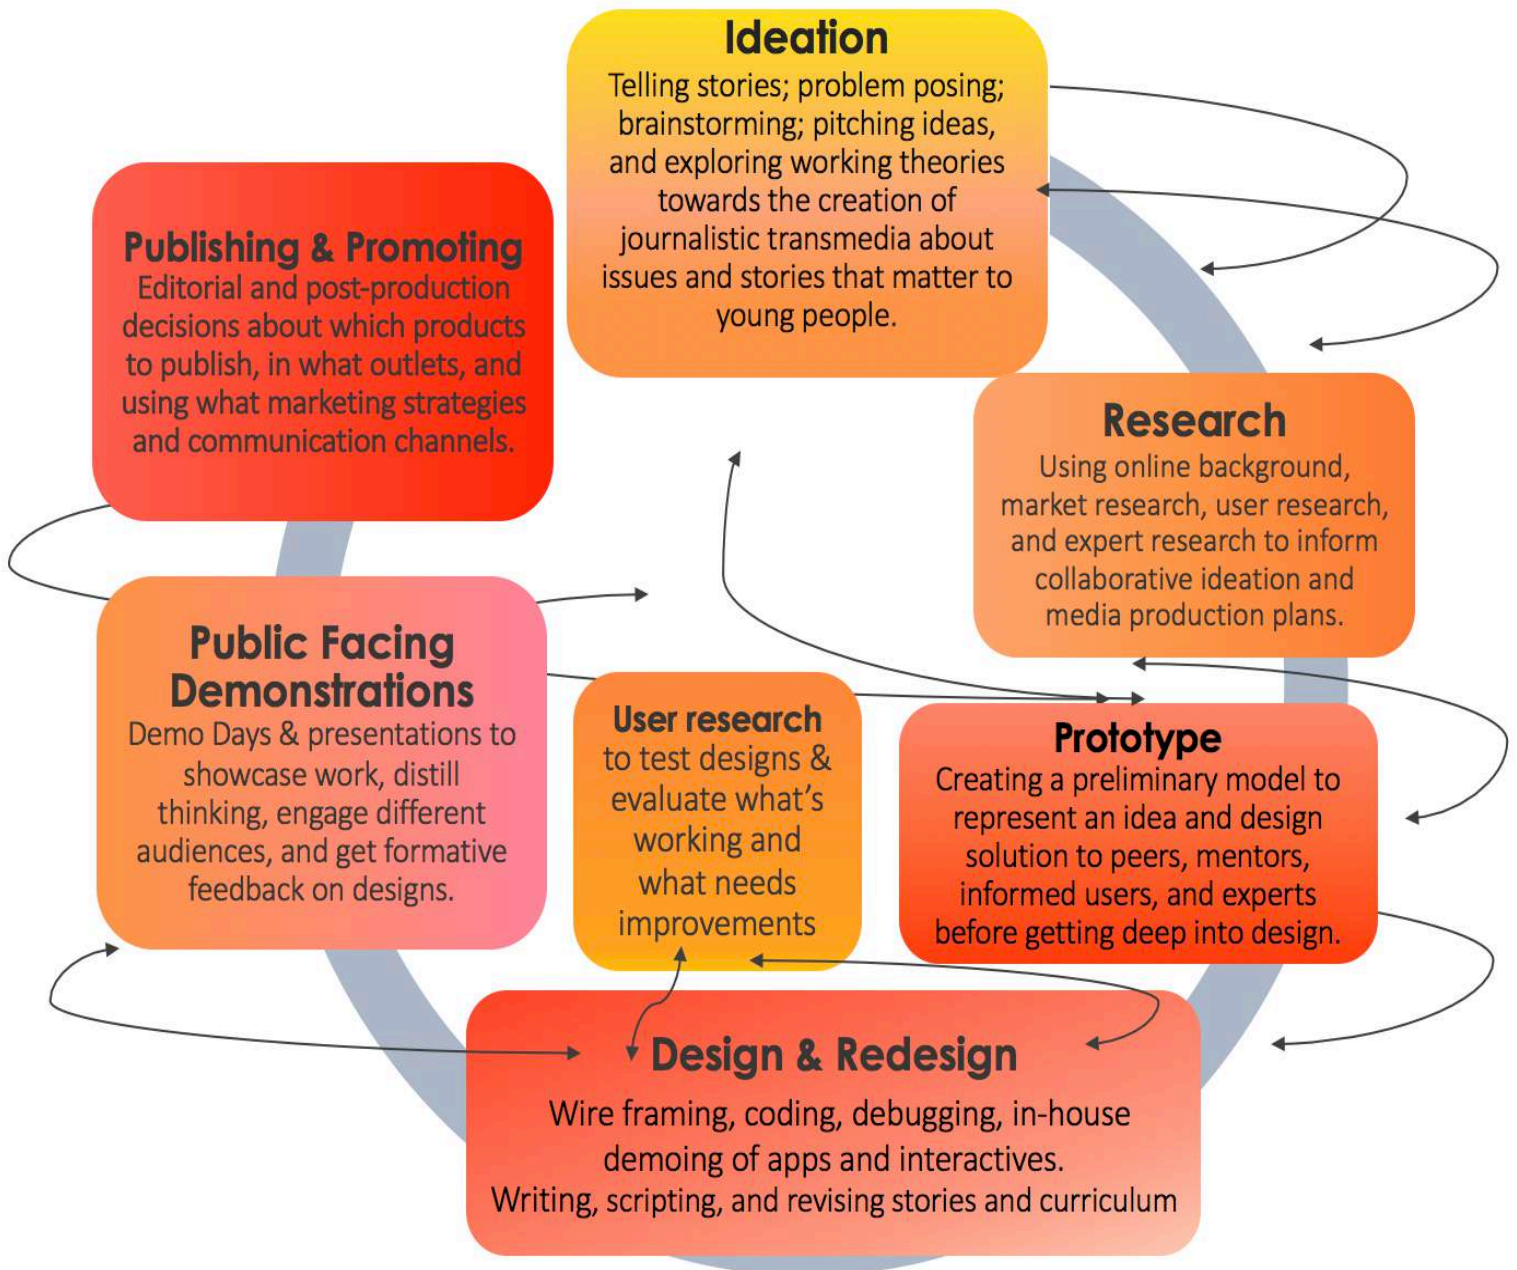 Ideation
Telling stories; problem posing;
brainstorming; pitching ideas,
and exploring working theories
towards the creation of
journalistic transmedia about
issues and stories that matter to
young people.
Research
Using online background,
market research, user research,
and expert research to inform
collaborative ideation and
media production plans.
Prototype
Creating a preliminary model to
represent an idea and design
solution to peers, mentors,
informed users, and experts
before getting deep into design.
Design & Redesign
Wire framing, coding, debugging, in-house
demoing of apps and interactives.
Writing, scripting, and revising stories and curriculum
User research
to test designs &
evaluate what’s
working and
what needs
improvements
Public Facing
Demonstrations
Demo Days & presentations to
showcase work, distill
thinking, engage different
audiences, and get formative
feedback on designs.
Publishing & Promoting
Editorial and post-production
decisions about which products
to publish, in what outlets, and
using what marketing strategies
and communication channels.